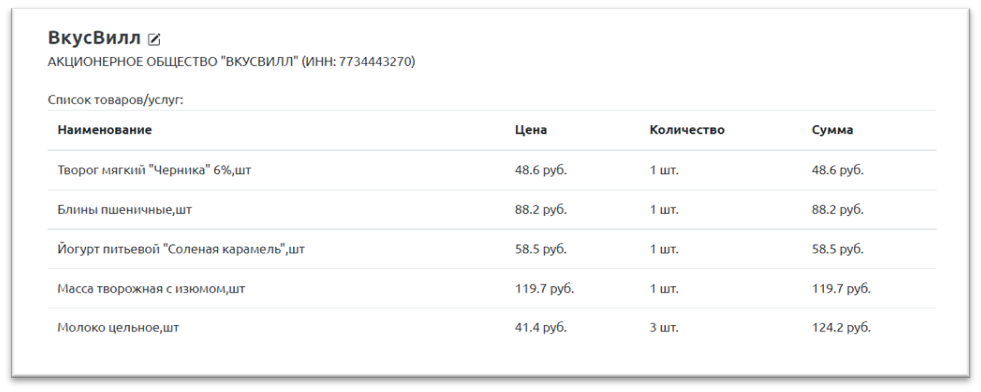 ВкусВилл
АКЦИОНЕРНОЕ ОБЩЕСТВО "ВКУСВИЛЛ" (ИНН: 7734443270)
Список товаров/услуг:
Наименование Цена Количество Сумма
Творог мягкий "Черника" 6%,шт 48.6 руб. 1 шт. 48.6 руб.
Блины пшеничные,шт 88.2 руб. 1 шт. 88.2 руб.
Йогурт питьевой "Соленая карамель",шт 58.5 руб. 1 шт. 58.5 руб.
Масса творожная с изюмом,шт 119.7 руб. 1 шт. 119.7 руб.
Молоко цельное,шт 41.4 руб. 3 шт. 124.2 руб.